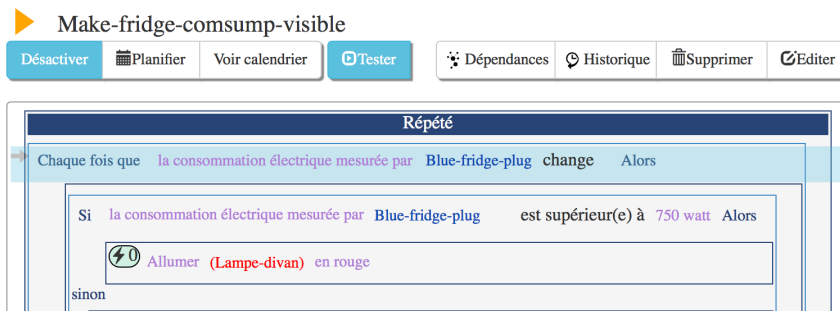 Make-fridge-comsump-visible
Désactiver Planifier Voir calendrier Tester Dépendances Historique Supprimer Editer
Répété
Chaque fois que la consommation électrique mesurée par Blue-fridge-plug change Alors
Si la consommation électrique mesurée par Blue-fridge-plug est supérieur(e) à 750 watt Alors
0 Allumer (Lampe-divan) en rouge
sinon